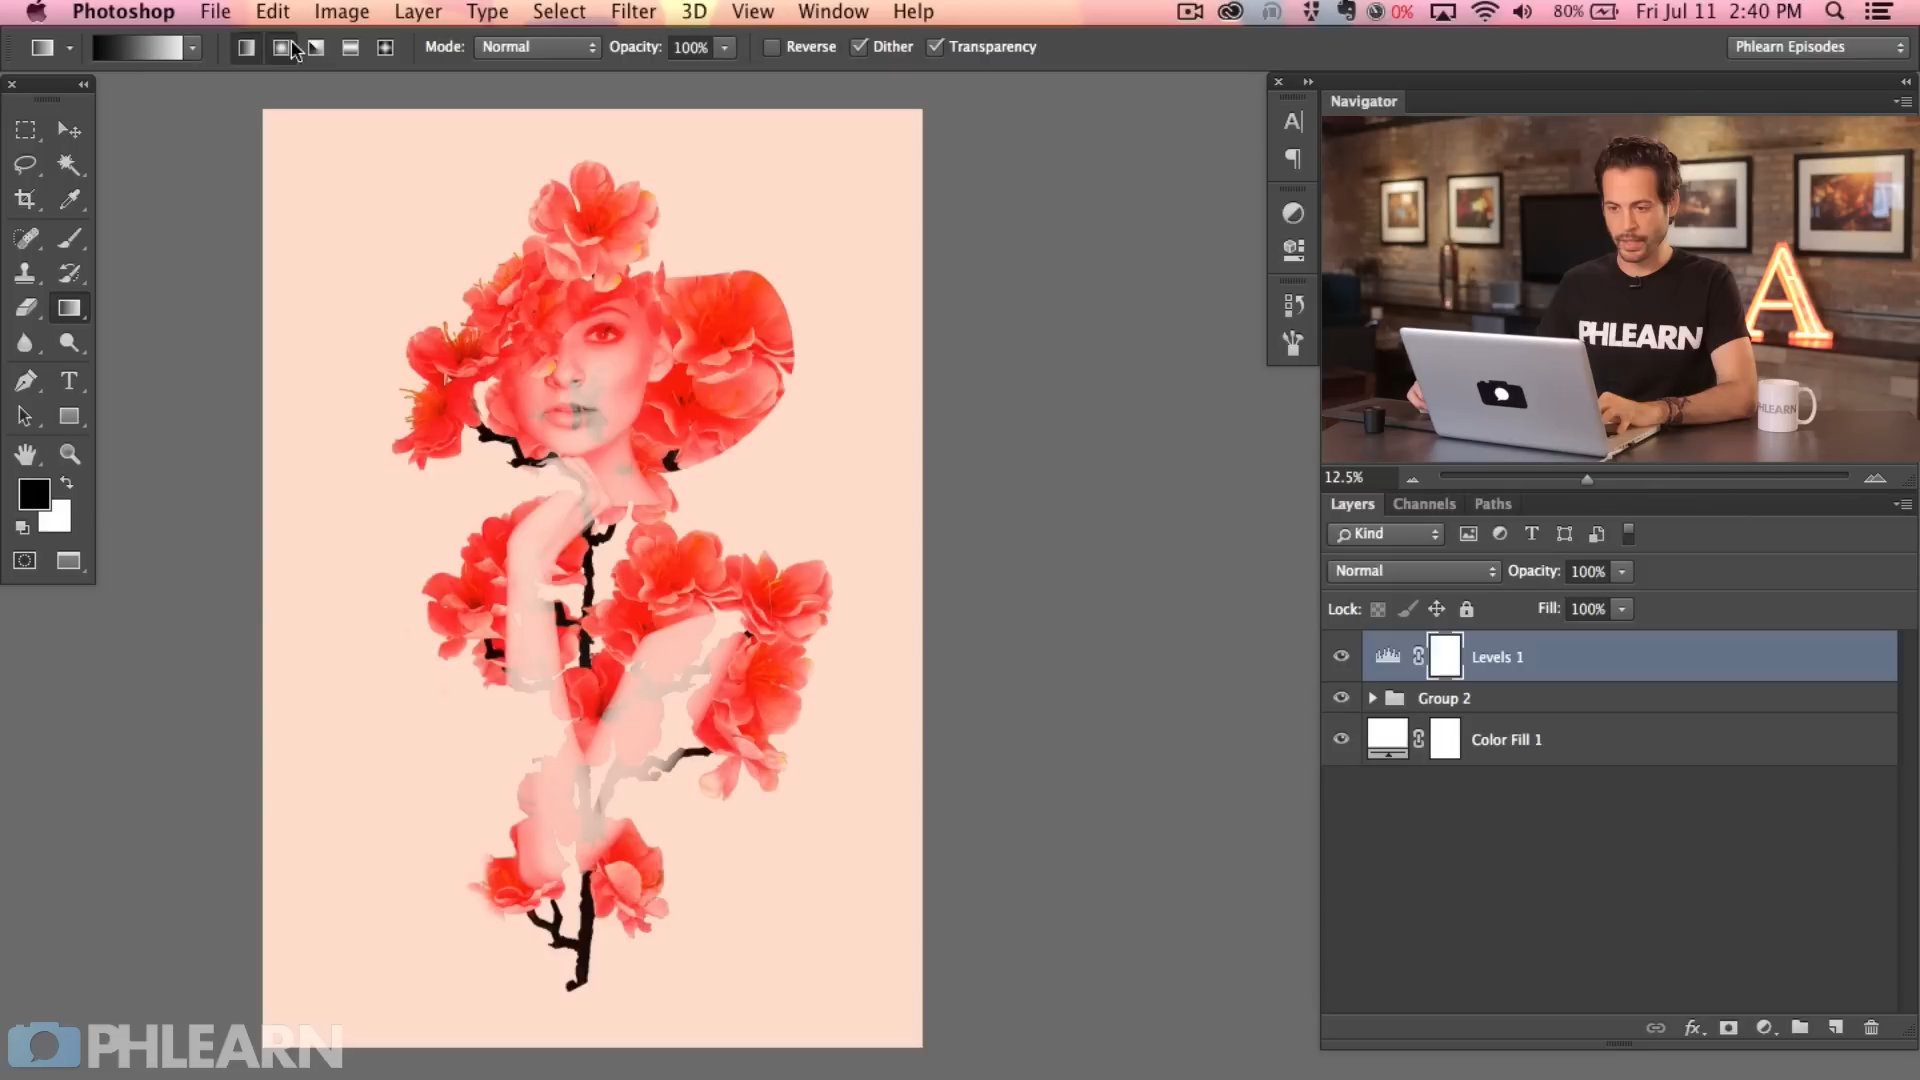 Photoshop File Edit Image Layer Type Select Filter 3D View Window Help 0% 80% Fri Jul 11 2:40 PM
Mode: Normal Opacity: 100% Reverse Dither Transparency Phlearn Episodes
Navigator
A
T
PHLEARN
PHLEARN
A
12.5%
Layers Channels Paths
Kind T
Normal Opacity: 100%
Lock: Fill: 100%
Levels 1
Group 2
Color Fill 1
fx
PHLEARN